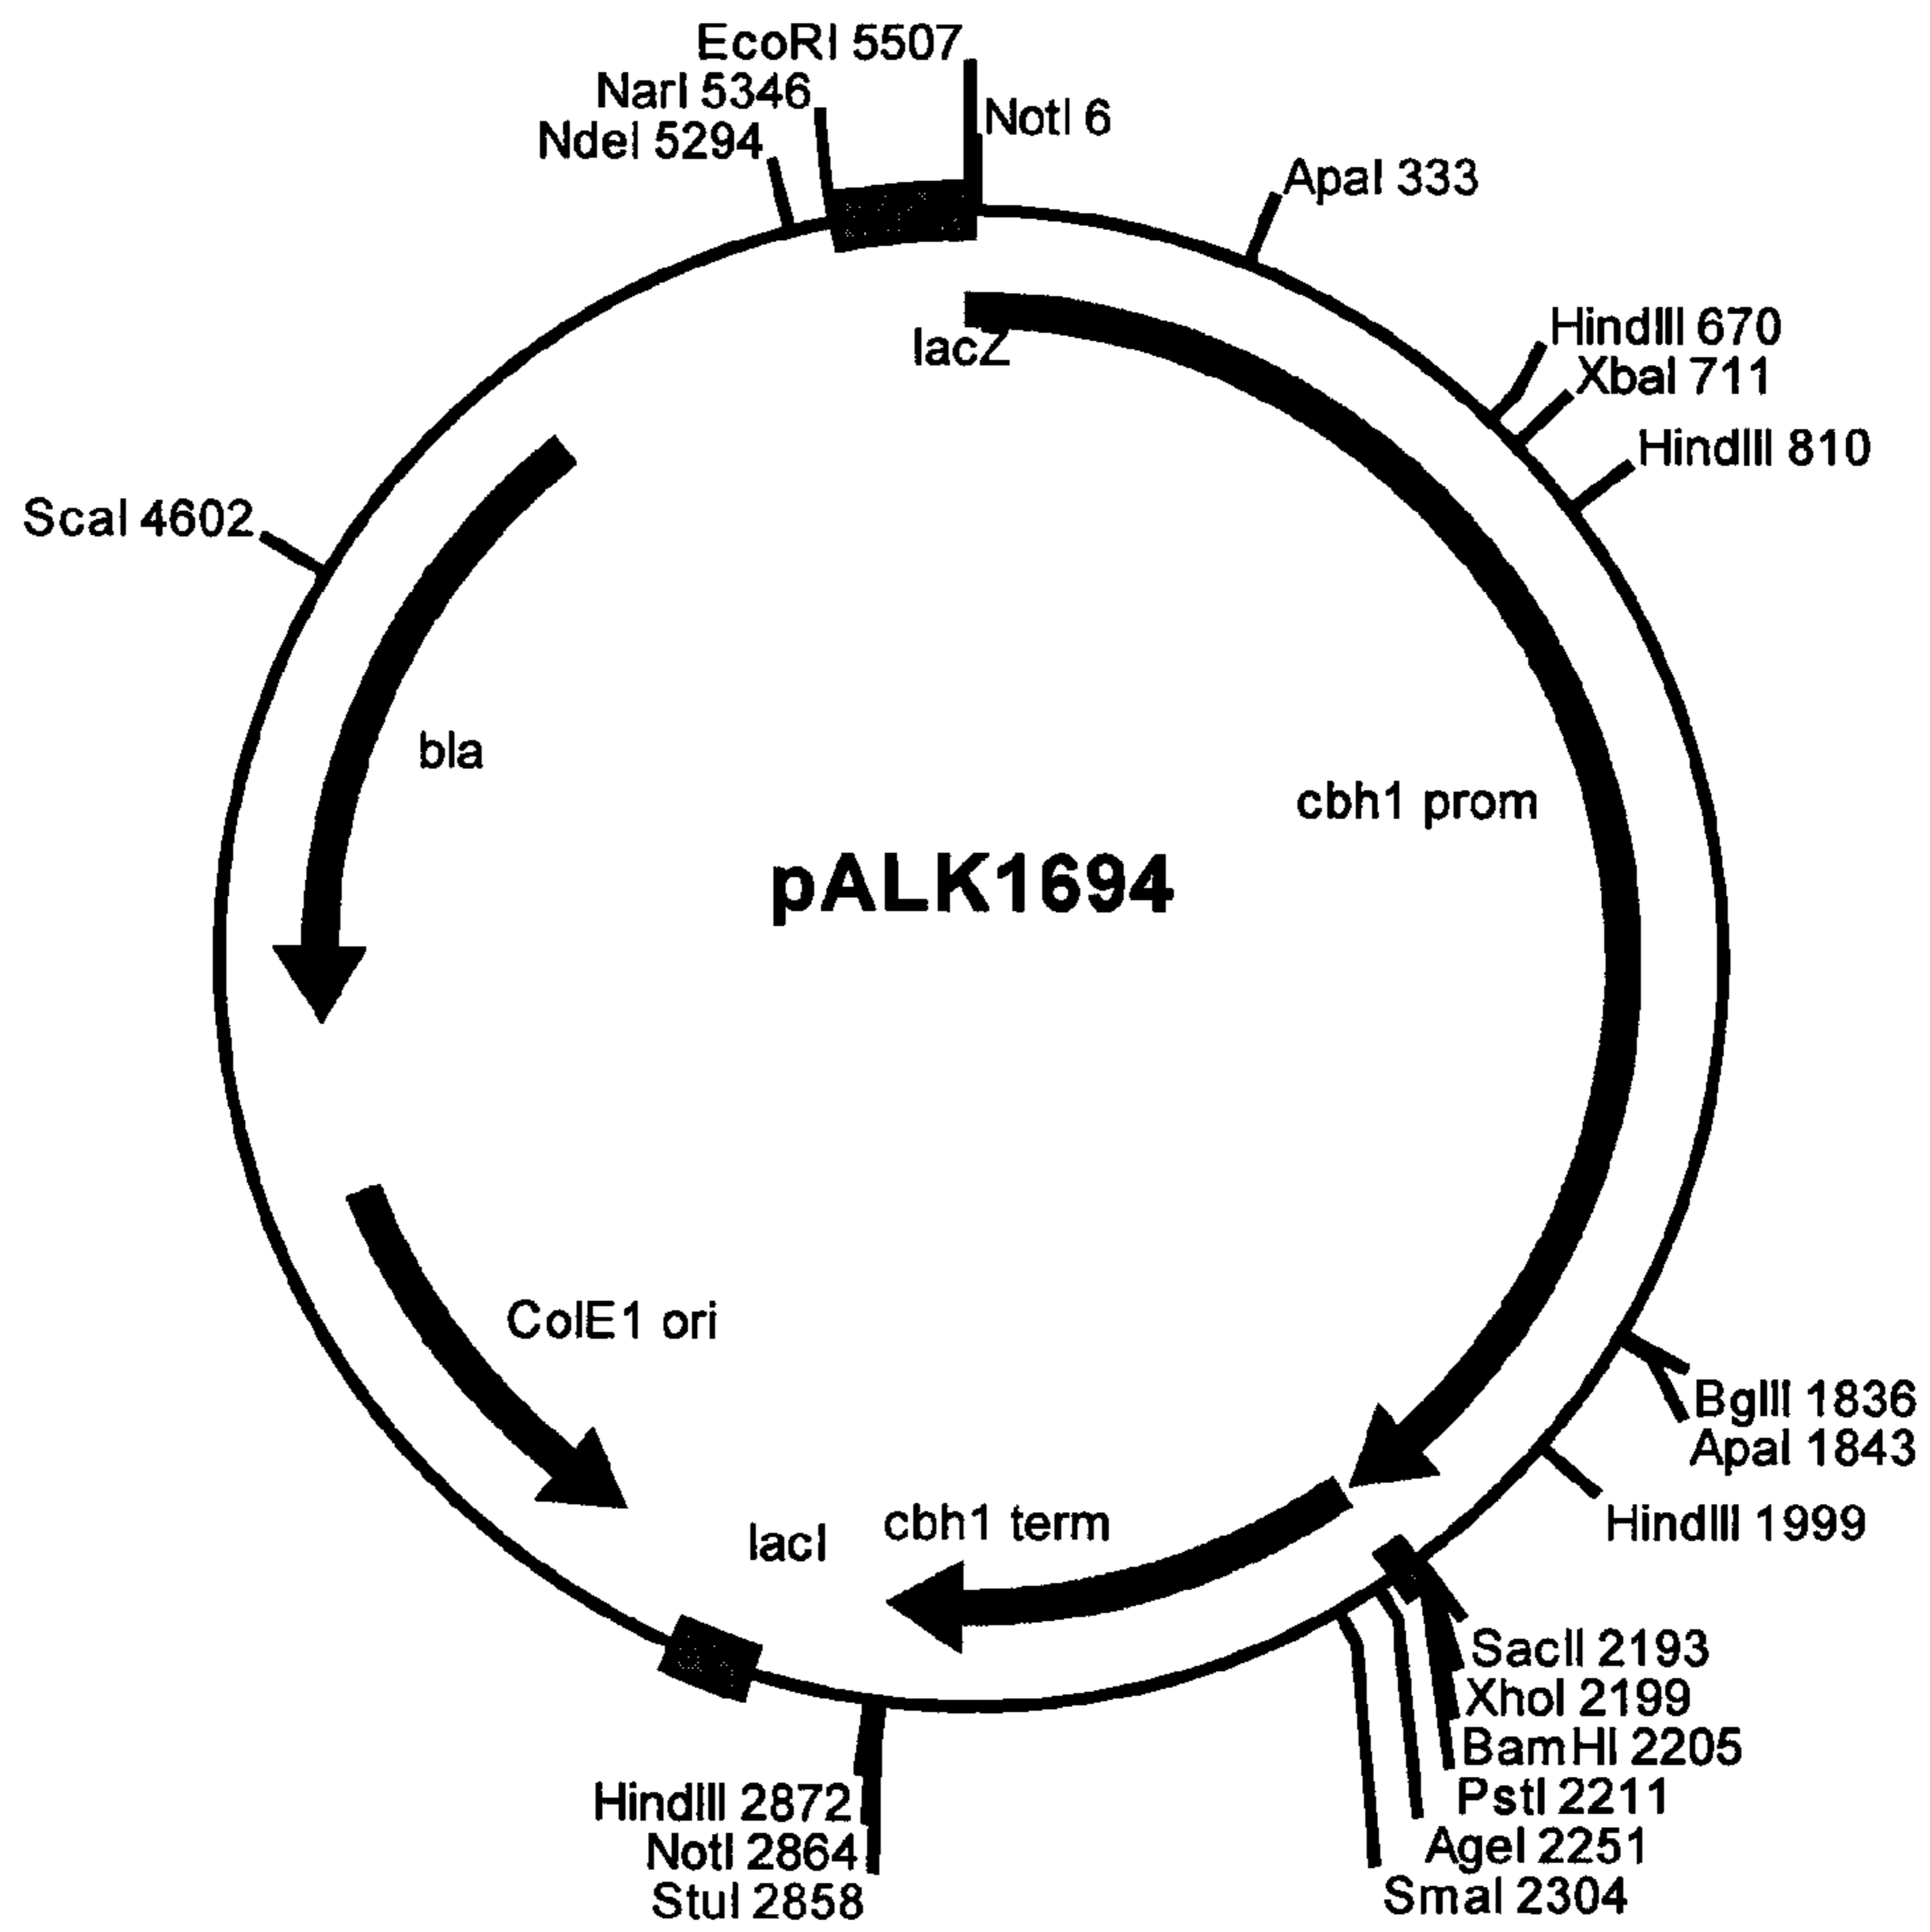 EcoRI 5507
NarI 5346
NdeI 5294
NotI 6
ApaI 333
HindIII 670
XbaI 711
HindIII 810
lacZ
ScaI 4602
bla
cbh1 prom
pALK1694
ColE1 ori
BglII 1836
ApaI 1843
HindIII 1999
lacI
cbh1 term
SacII 2193
XhoI 2199
BamHI 2205
PstI 2211
AgeI 2251
SmaI 2304
HindIII 2872
NotI 2864
StuI 2858